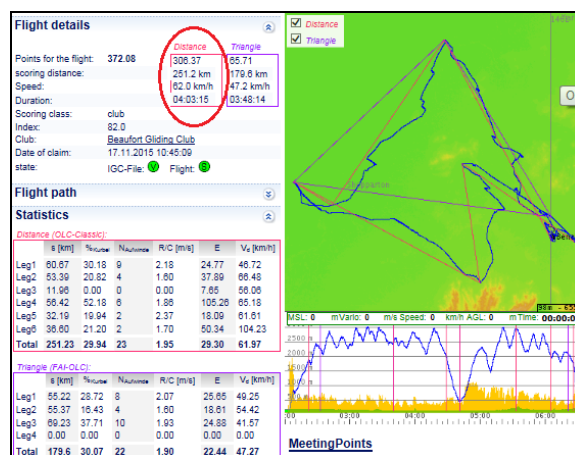 Flight details
Distance Triangle
Points for the flight: 372.08 306.37 65.71
scoring distance: 251.2 km 179.6 km
Speed: 62.0 km/h 47.2 km/h
Duration: 04:03:15 03:48:14
Scoring class: club
Index: 82.0
Club: Beaufort Gliding Club
Date of claim: 17.11.2015 10:45:09
state: IGC-File: V Flight: S
Flight path
Statistics
Distance (OLC-Classic):
s [km] %Kurbel NAufwinde R/C [m/s] E Vd [km/h]
Leg1 60.67 30.18 9 2.18 24.77 46.72
Leg2 53.39 20.82 4 1.60 37.89 66.48
Leg3 11.96 0.00 0 0.00 7.65 56.06
Leg4 56.42 52.18 6 1.86 105.26 65.18
Leg5 32.19 19.94 2 2.37 18.09 61.61
Leg6 36.60 21.20 2 1.70 50.34 104.23
Total 251.23 29.94 23 1.95 29.30 61.97
Triangle (FAI-OLC):
s [km] %Kurbel NAufwinde R/C [m/s] E Vd [km/h]
Leg1 55.22 28.72 8 2.07 25.65 49.25
Leg2 55.37 16.43 4 1.60 18.61 54.42
Leg3 69.23 37.71 10 1.93 24.88 41.57
Leg4 0.00 0.00 0 0.00 0.00 0.00
Total 179.6 30.07 22 1.90 22.44 47.27
Distance
Triangle
Shepparton
MSL: 0 mVario: 0 m/s Speed: 0 km/h AGL: 0 mTime: 00:00:0
3000
2500
2000
1500
1000
500
03:00 04:00 05:00 06:00
MeetingPoints